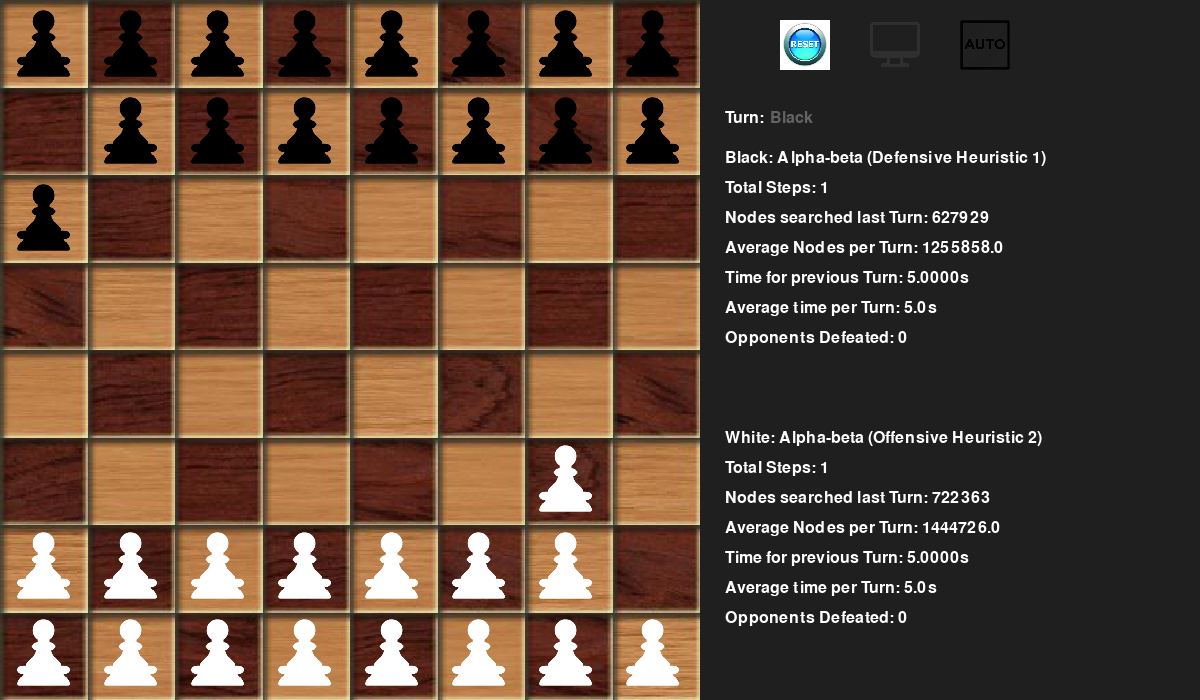 RESET
AUTO
Turn: Black
Black: Alpha-beta (Defensive Heuristic 1)
Total Steps: 1
Nodes searched last Turn: 627929
Average Nodes per Turn: 1255858.0
Time for previous Turn: 5.0000s
Average time per Turn: 5.0s
Opponents Defeated: 0
White: Alpha-beta (Offensive Heuristic 2)
Total Steps: 1
Nodes searched last Turn: 722363
Average Nodes per Turn: 1444726.0
Time for previous Turn: 5.0000s
Average time per Turn: 5.0s
Opponents Defeated: 0